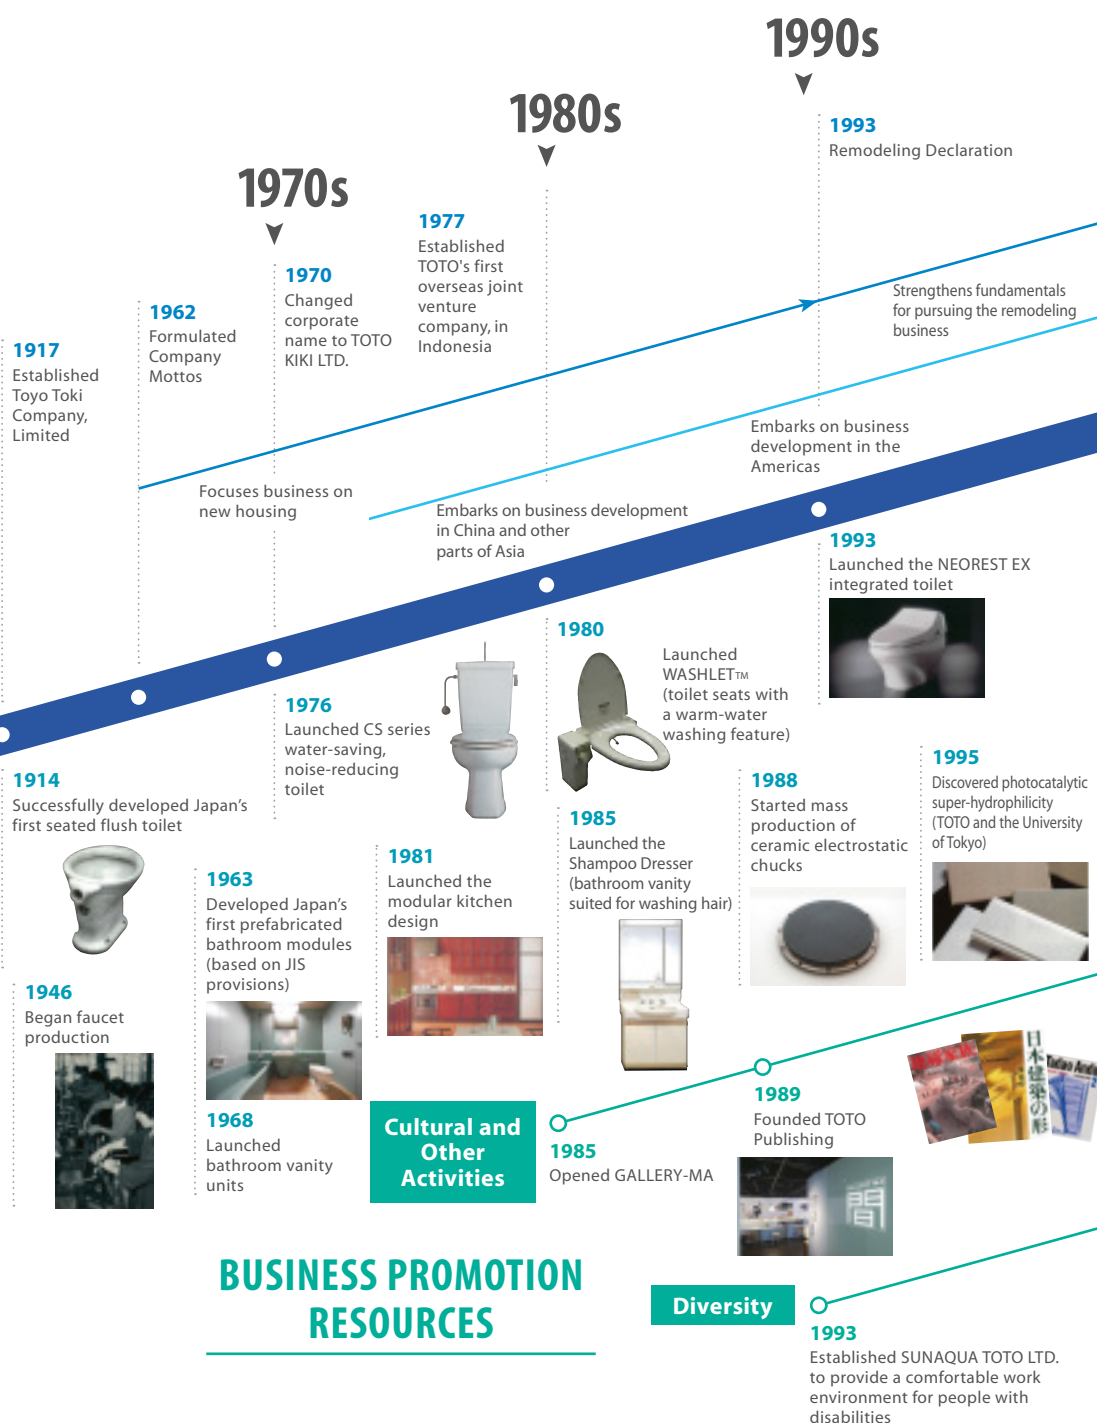 1990s
1980s
1970s
1993
Remodeling Declaration
1977
Established
TOTO's first
overseas joint
venture
company, in
Indonesia
1970
Changed
corporate
name to TOTO
KIKI LTD.
1962
Formulated
Company
Mottos
1917
Established
Toyo Toki
Company,
Limited
Strengthens fundamentals
for pursuing the remodeling
business
Focuses business on
new housing
Embarks on business development
in China and other
parts of Asia
Embarks on business
development in the
Americas
1993
Launched the NEOREST EX
integrated toilet
1980
Launched
WASHLET™
(toilet seats with
a warm-water
washing feature)
1976
Launched CS series
water-saving,
noise-reducing
toilet
1914
Successfully developed Japan’s
first seated flush toilet
1995
Discovered photocatalytic
super-hydrophilicity
(TOTO and the University
of Tokyo)
1988
Started mass
production of
ceramic electrostatic
chucks
1985
Launched the
Shampoo Dresser
(bathroom vanity
suited for washing hair)
1981
Launched the
modular kitchen
design
1963
Developed Japan’s
first prefabricated
bathroom modules
(based on JIS
provisions)
1946
Began faucet
production
1968
Launched
bathroom vanity
units
Cultural and
Other
Activities
1985
Opened GALLERY-MA
1989
Founded TOTO
Publishing
日本建築の形
Tadao Ando
間
BUSINESS PROMOTION
RESOURCES
Diversity
1993
Established SUNAQUA TOTO LTD.
to provide a comfortable work
environment for people with
disabilities